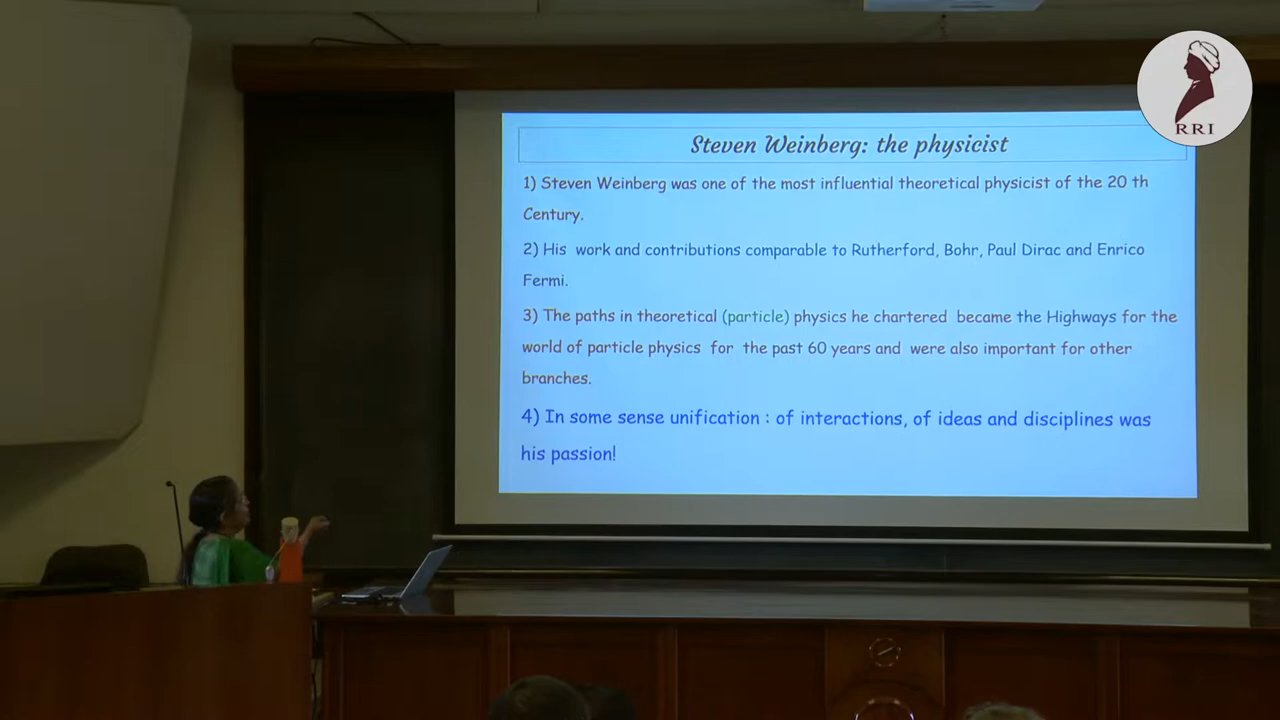 RRI
Steven Weinberg: the physicist
1) Steven Weinberg was one of the most influential theoretical physicist of the 20 th
Century.
2) His work and contributions comparable to Rutherford, Bohr, Paul Dirac and Enrico
Fermi.
3) The paths in theoretical (particle) physics he chartered became the Highways for the
world of particle physics for the past 60 years and were also important for other
branches.
4) In some sense unification : of interactions, of ideas and disciplines was
his passion!